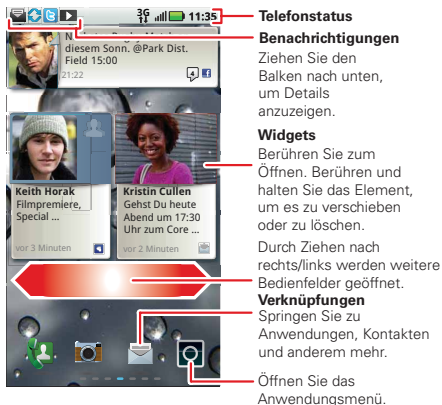 3G 11:35
diesem Sonn. @Park Dist.
Field 15:00
21:22
4
Keith Horak
Filmpremiere,
Special ...
vor 3 Minuten
Kristin Cullen
Gehst Du heute
Abend um 17:30
Uhr zum Core ...
vor 2 Minuten
Telefonstatus
Benachrichtigungen
Ziehen Sie den
Balken nach unten,
um Details
anzuzeigen.
Widgets
Berühren Sie zum
Öffnen. Berühren und
halten Sie das Element,
um es zu verschieben
oder zu löschen.
Durch Ziehen nach
rechts/links werden weitere
Bedienfelder geöffnet.
Verknüpfungen
Springen Sie zu
Anwendungen, Kontakten
und anderem mehr.
Öffnen Sie das
Anwendungsmenü.